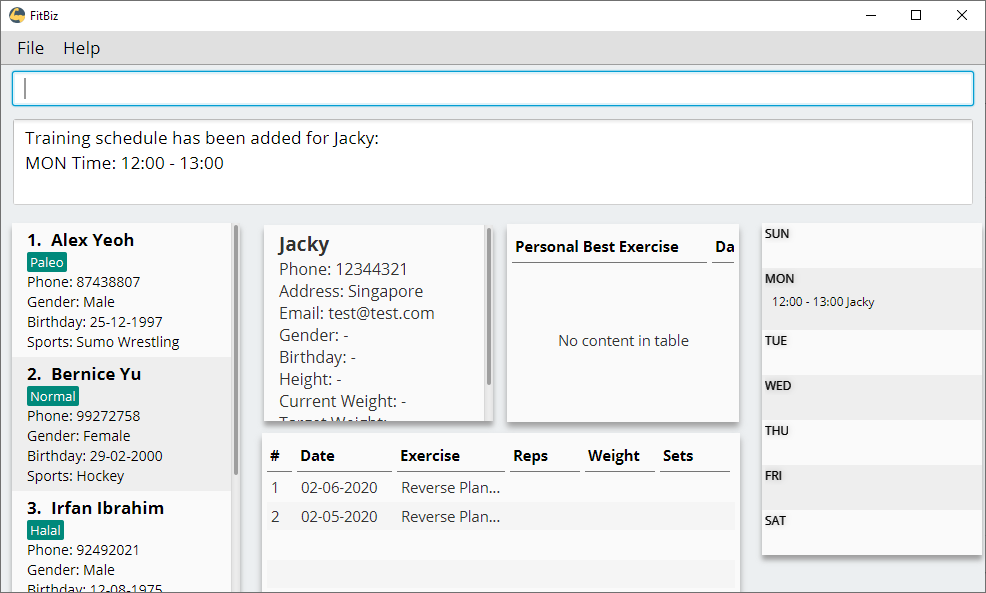 FitBiz
File Help
Training schedule has been added for Jacky:
MON Time: 12:00 - 13:00
1. Alex Yeoh
Paleo
Phone: 87438807
Gender: Male
Birthday: 25-12-1997
Sports: Sumo Wrestling
2. Bernice Yu
Normal
Phone: 99272758
Gender: Female
Birthday: 29-02-2000
Sports: Hockey
3. Irfan Ibrahim
Halal
Phone: 92492021
Gender: Male
Birthday: 12-08-1975
Jacky
Phone: 12344321
Address: Singapore
Email: test@test.com
Gender: -
Birthday: -
Height: -
Current Weight: -
Target Weight:
Personal Best Exercise Da
No content in table
# Date Exercise Reps Weight Sets
1 02-06-2020 Reverse Plan...
2 02-05-2020 Reverse Plan...
SUN
MON
12:00 - 13:00 Jacky
TUE
WED
THU
FRI
SAT